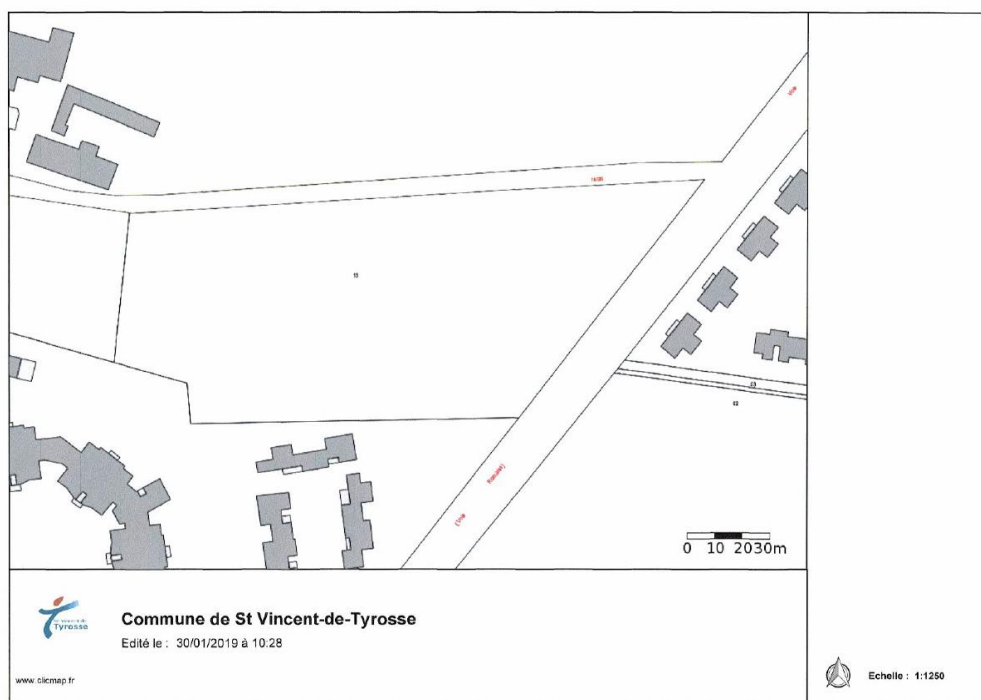 0 10 2030m
Tyrosse
Commune de St Vincent-de-Tyrosse
Edité le : 30/01/2019 à 10:28
www.clicmap.fr
Echelle : 1:1250